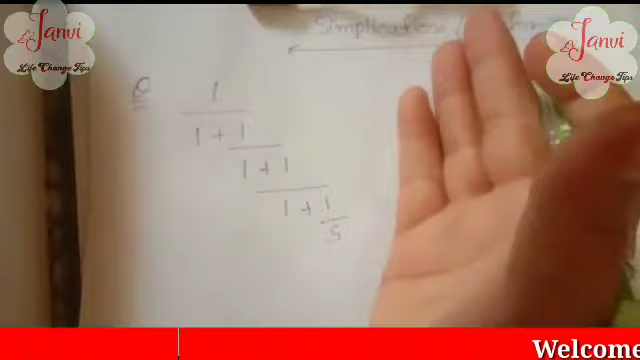 Janvi
Life Change Tips
Janvi
Life Change Tips
Simplification
Q 1
1 + 1
1 + 1
1 + 1
5
Welcome